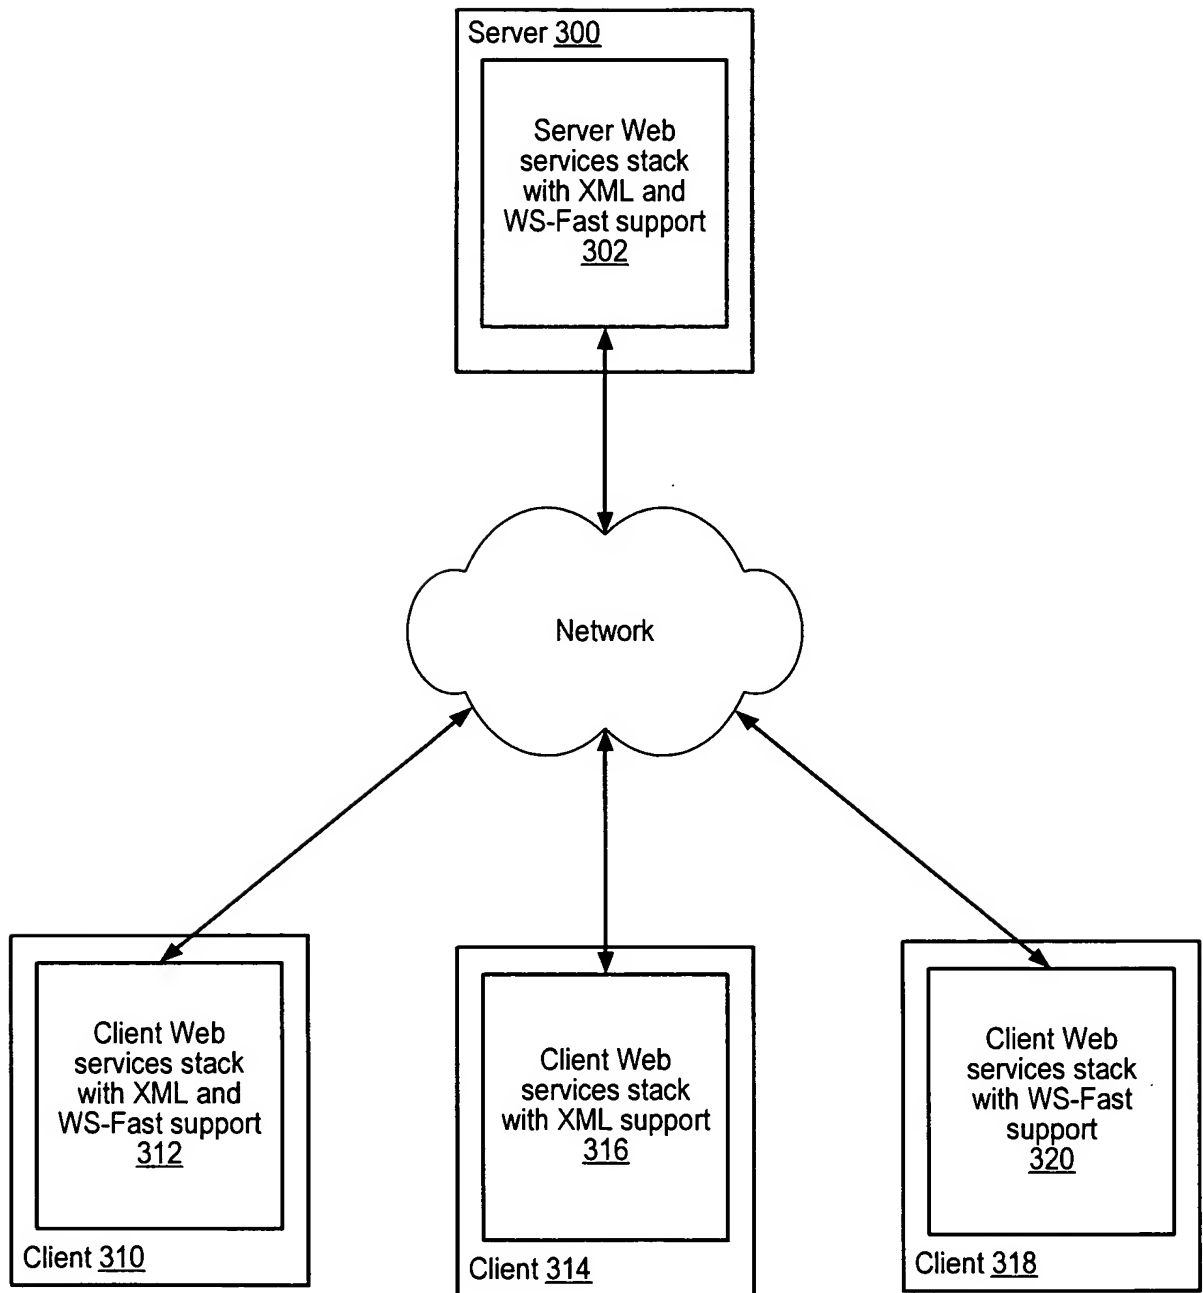 Server 300
Server Web
services stack
with XML and
WS-Fast support
302
Network
Client Web
services stack
with XML and
WS-Fast support
312
Client 310
Client Web
services stack
with XML support
316
Client 314
Client Web
services stack
with WS-Fast
support
320
Client 318